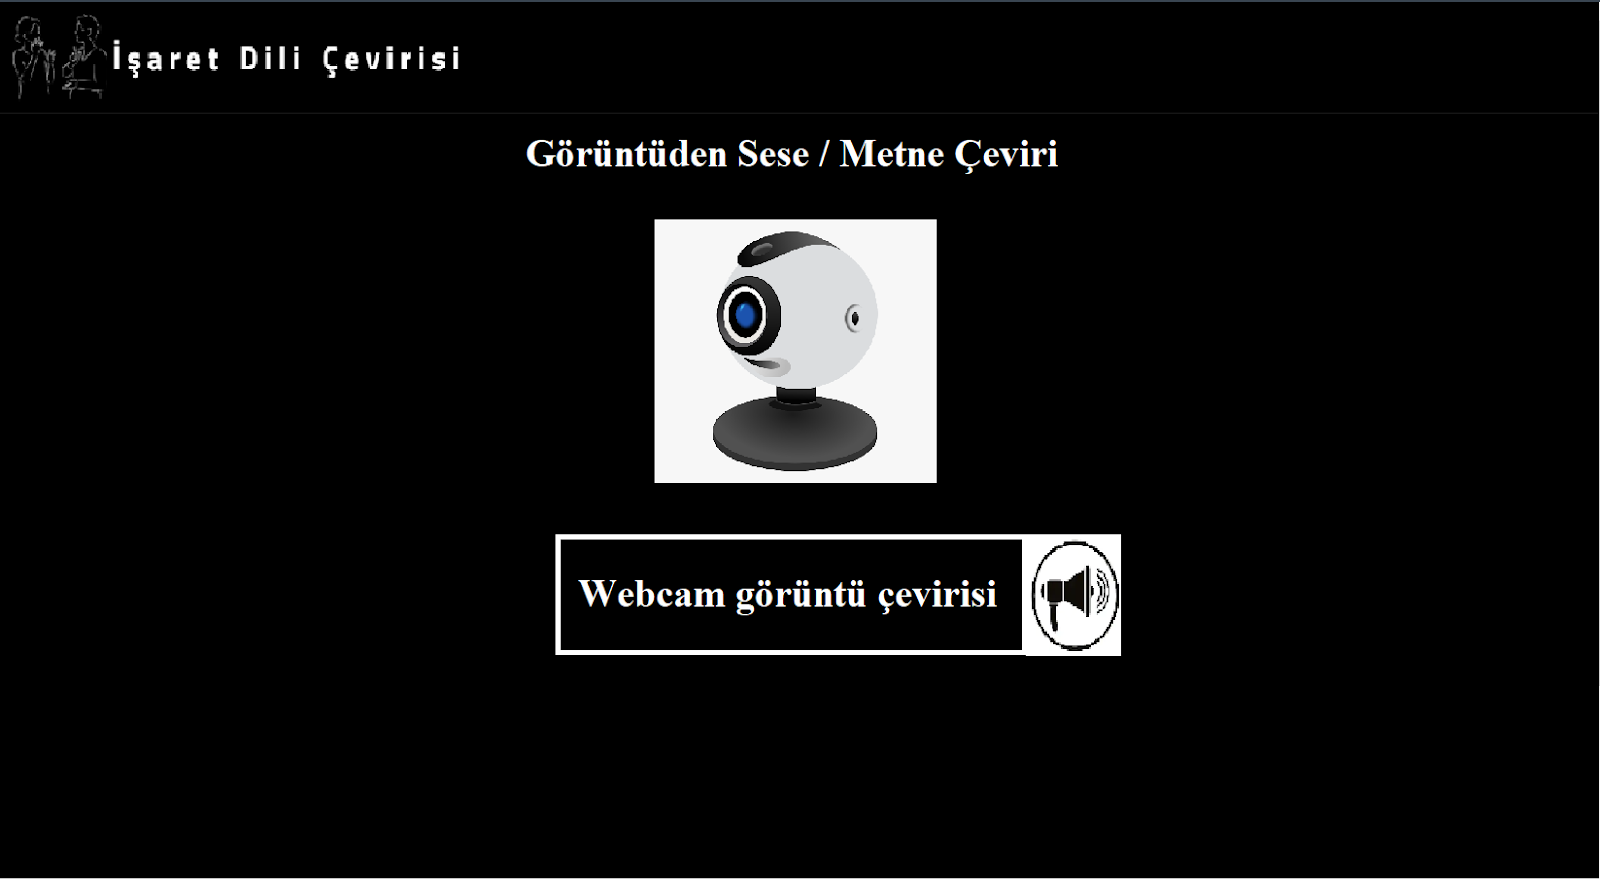 İşaret Dili Çevirisi
Görüntüden Sese / Metne Çeviri
Webcam görüntü çevirisi